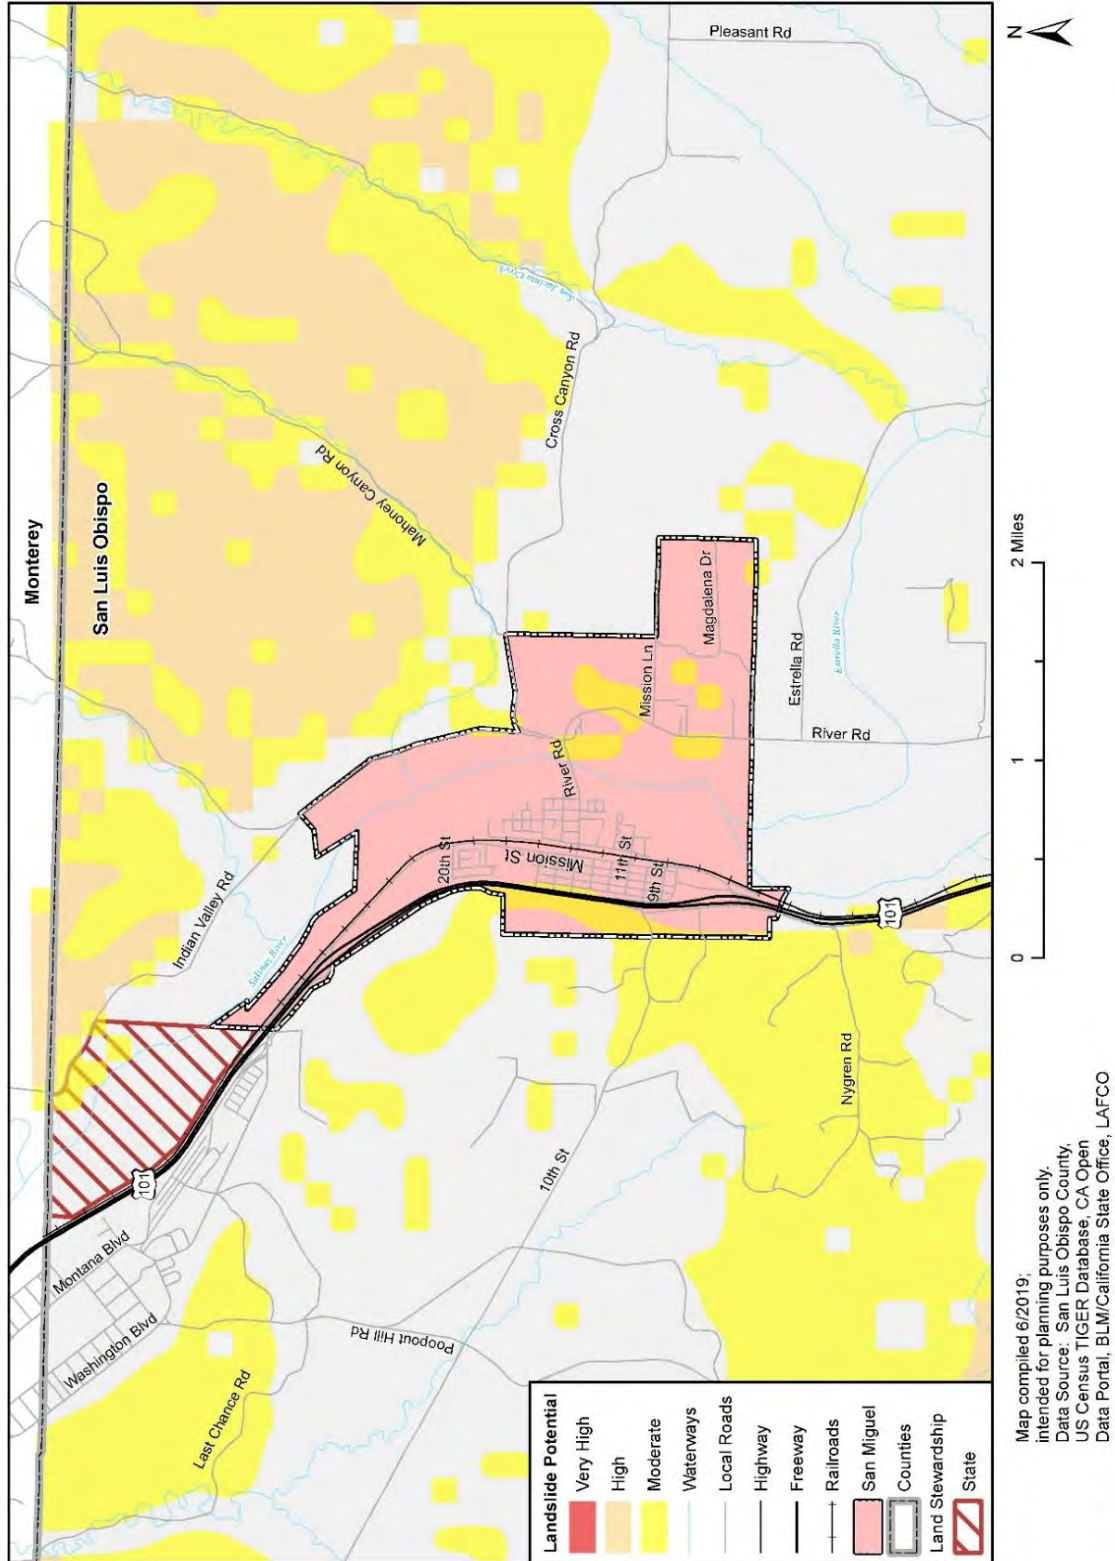 N
Pleasant Rd
Monterey
San Luis Obispo
San Jacinto Creek
Cross Canyon Rd
Mahoney Canyon Rd
2 Miles
Magdalena Dr
Mission Ln
Estrella Rd
Estrella River
River Rd
River Rd
1
20th St
Mission St
11th St
9th St
Indian Valley Rd
Salinas River
101
0
Nygren Rd
10th St
101
Montana Blvd
Washington Blvd
Poopout Hill Rd
Last Chance Rd
Landslide Potential
Very High
High
Moderate
Waterways
Local Roads
Highway
Freeway
Railroads
San Miguel
Counties
Land Stewardship
State
Map compiled 6/2019;
intended for planning purposes only.
Data Source: San Luis Obispo County,
US Census TIGER Database, CA Open
Data Portal, BLM/California State Office, LAFCO